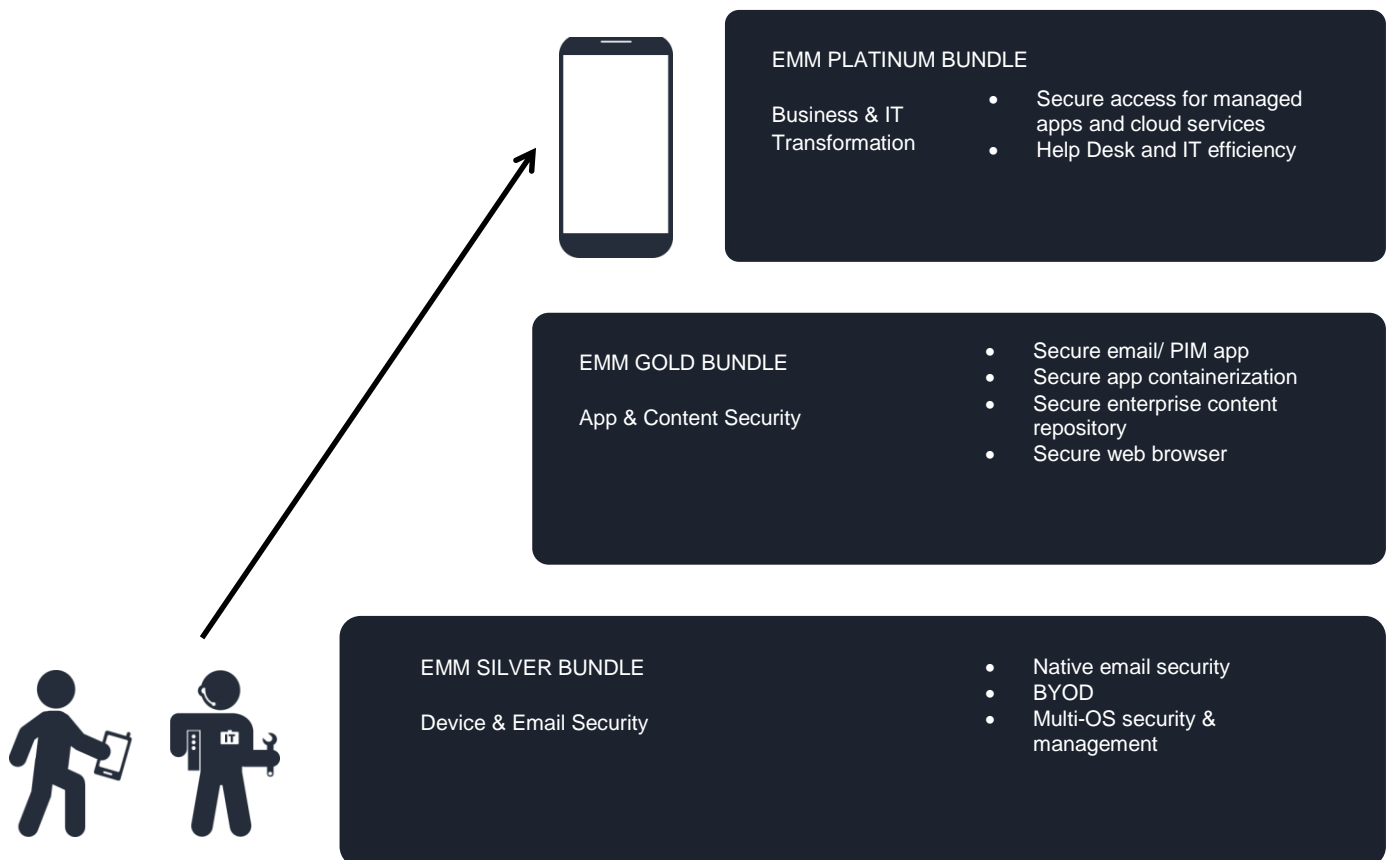 EMM PLATINUM BUNDLE
Business & IT
Transformation
• Secure access for managed
apps and cloud services
• Help Desk and IT efficiency
EMM GOLD BUNDLE
App & Content Security
• Secure email/ PIM app
• Secure app containerization
• Secure enterprise content
repository
• Secure web browser
EMM SILVER BUNDLE
Device & Email Security
• Native email security
• BYOD
• Multi-OS security &
management
IT